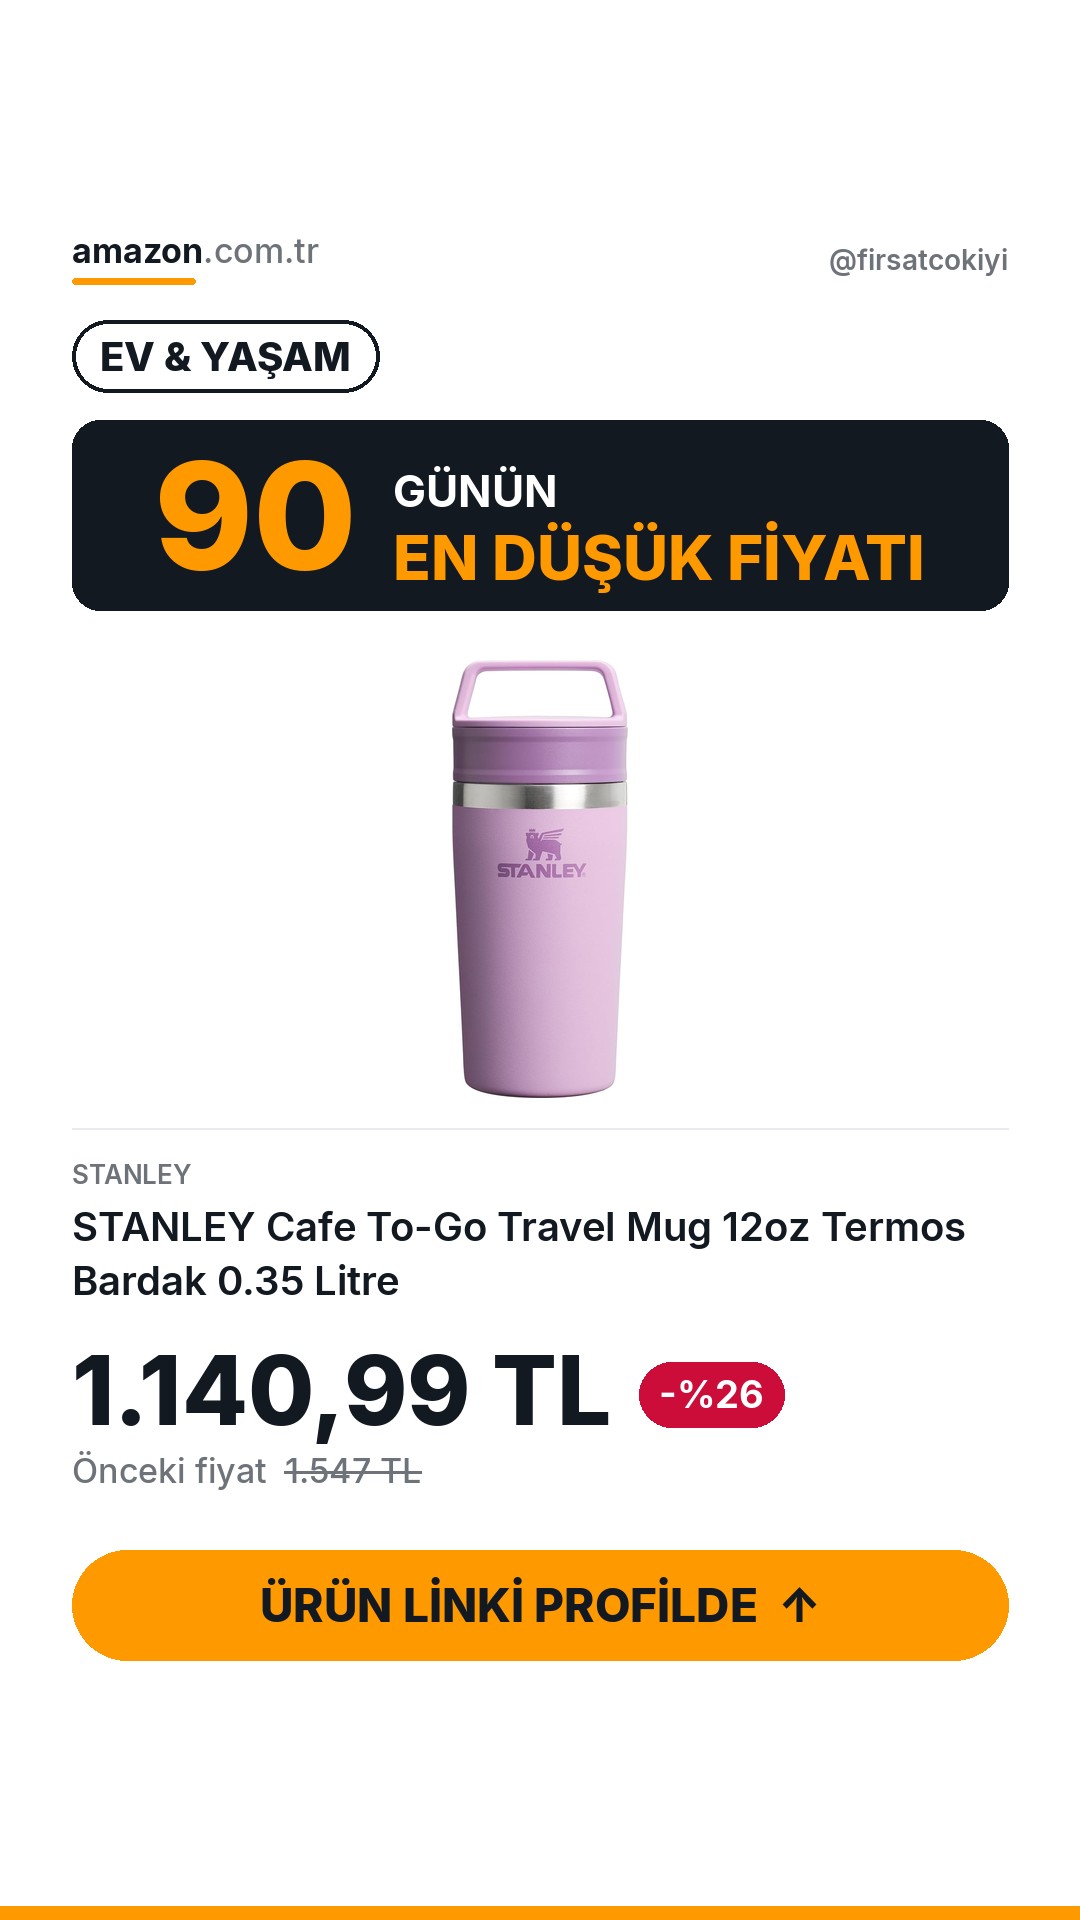 amazon.com.tr
@firsatcokiyi
EV & YAŞAM
90 GÜNÜN
EN DÜŞÜK FİYATI
STANLEY
STANLEY
STANLEY Cafe To-Go Travel Mug 12oz Termos
Bardak 0.35 Litre
1.140,99 TL -%26
Önceki fiyat 1.547 TL
ÜRÜN LİNKİ PROFİLDE ↑